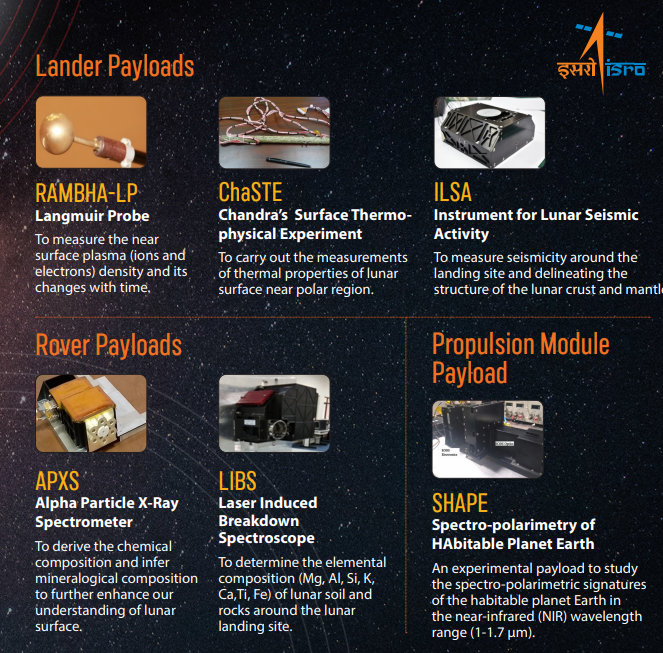 इसरो isro
Lander Payloads
RAMBHA-LP
Langmuir Probe
To measure the near
surface plasma (ions and
electrons) density and its
changes with time.
ChaSTE
Chandra's Surface Thermo-
physical Experiment
To carry out the measurements
of thermal properties of lunar
surface near polar region.
ILSA
Instrument for Lunar Seismic
Activity
To measure seismicity around the
landing site and delineating the
structure of the lunar crust and mantle
Rover Payloads
APXS
Alpha Particle X-Ray
Spectrometer
To derive the chemical
composition and infer
mineralogical composition
to further enhance our
understanding of lunar
surface.
LIBS
Laser Induced
Breakdown
Spectroscope
To determine the elemental
composition (Mg, Al, Si, K,
Ca,Ti, Fe) of lunar soil and
rocks around the lunar
landing site.
Propulsion Module
Payload
SHAPE
Spectro-polarimetry of
HAbitable Planet Earth
An experimental payload to study
the spectro-polarimetric signatures
of the habitable planet Earth in
the near-infrared (NIR) wavelength
range (1-1.7 μm).